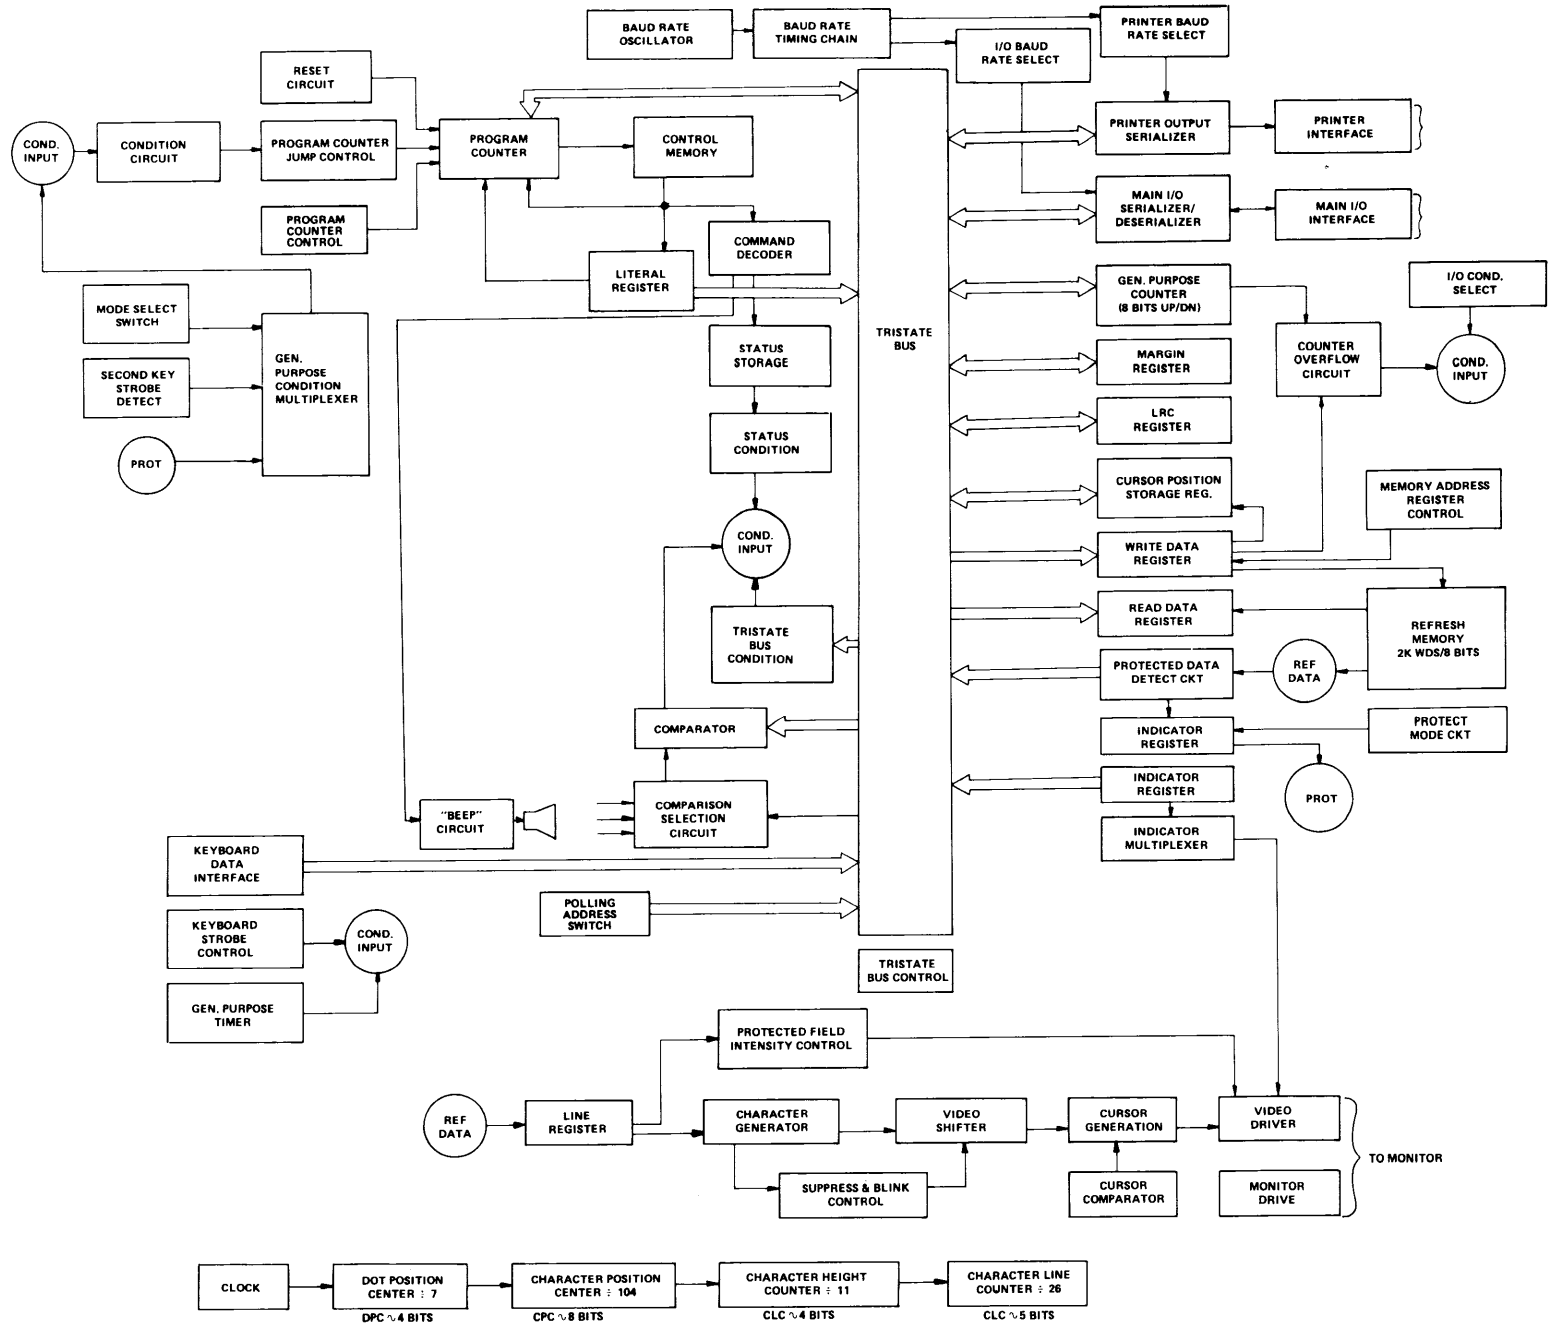 BAUD RATE
OSCILLATOR
BAUD RATE
TIMING CHAIN
PRINTER BAUD
RATE SELECT
I/O BAUD
RATE SELECT
RESET
CIRCUIT
COND.
INPUT
CONDITION
CIRCUIT
PROGRAM COUNTER
JUMP CONTROL
PROGRAM
COUNTER
CONTROL
MEMORY
PRINTER OUTPUT
SERIALIZER
PRINTER
INTERFACE
PROGRAM
COUNTER
CONTROL
COMMAND
DECODER
MAIN I/O
SERIALIZER/
DESERIALIZER
MAIN I/O
INTERFACE
LITERAL
REGISTER
GEN. PURPOSE
COUNTER
(8 BITS UP/DN)
I/O COND.
SELECT
MODE SELECT
SWITCH
GEN.
PURPOSE
CONDITION
MULTIPLEXER
SECOND KEY
STROBE
DETECT
PROT
STATUS
STORAGE
TRISTATE
BUS
MARGIN
REGISTER
COUNTER
OVERFLOW
CIRCUIT
COND.
INPUT
STATUS
CONDITION
LRC
REGISTER
CURSOR POSITION
STORAGE REG.
MEMORY ADDRESS
REGISTER
CONTROL
COND.
INPUT
WRITE DATA
REGISTER
TRISTATE
BUS
CONDITION
READ DATA
REGISTER
REFRESH
MEMORY
2K WDS/8 BITS
PROTECTED DATA
DETECT CKT
REF
DATA
COMPARATOR
INDICATOR
REGISTER
PROTECT
MODE CKT
INDICATOR
REGISTER
PROT
"BEEP"
CIRCUIT
COMPARISON
SELECTION
CIRCUIT
INDICATOR
MULTIPLEXER
KEYBOARD
DATA
INTERFACE
POLLING
ADDRESS
SWITCH
KEYBOARD
STROBE
CONTROL
COND.
INPUT
TRISTATE
BUS CONTROL
GEN. PURPOSE
TIMER
PROTECTED FIELD
INTENSITY CONTROL
REF
DATA
LINE
REGISTER
CHARACTER
GENERATOR
VIDEO
SHIFTER
CURSOR
GENERATION
VIDEO
DRIVER
TO MONITOR
SUPPRESS & BLINK
CONTROL
CURSOR
COMPARATOR
MONITOR
DRIVE
CLOCK
DOT POSITION
CENTER ÷ 7
DPC ∿ 4 BITS
CHARACTER POSITION
CENTER ÷ 104
CPC ∿ 8 BITS
CHARACTER HEIGHT
COUNTER ÷ 11
CLC ∿ 4 BITS
CHARACTER LINE
COUNTER ÷ 26
CLC ∿ 5 BITS